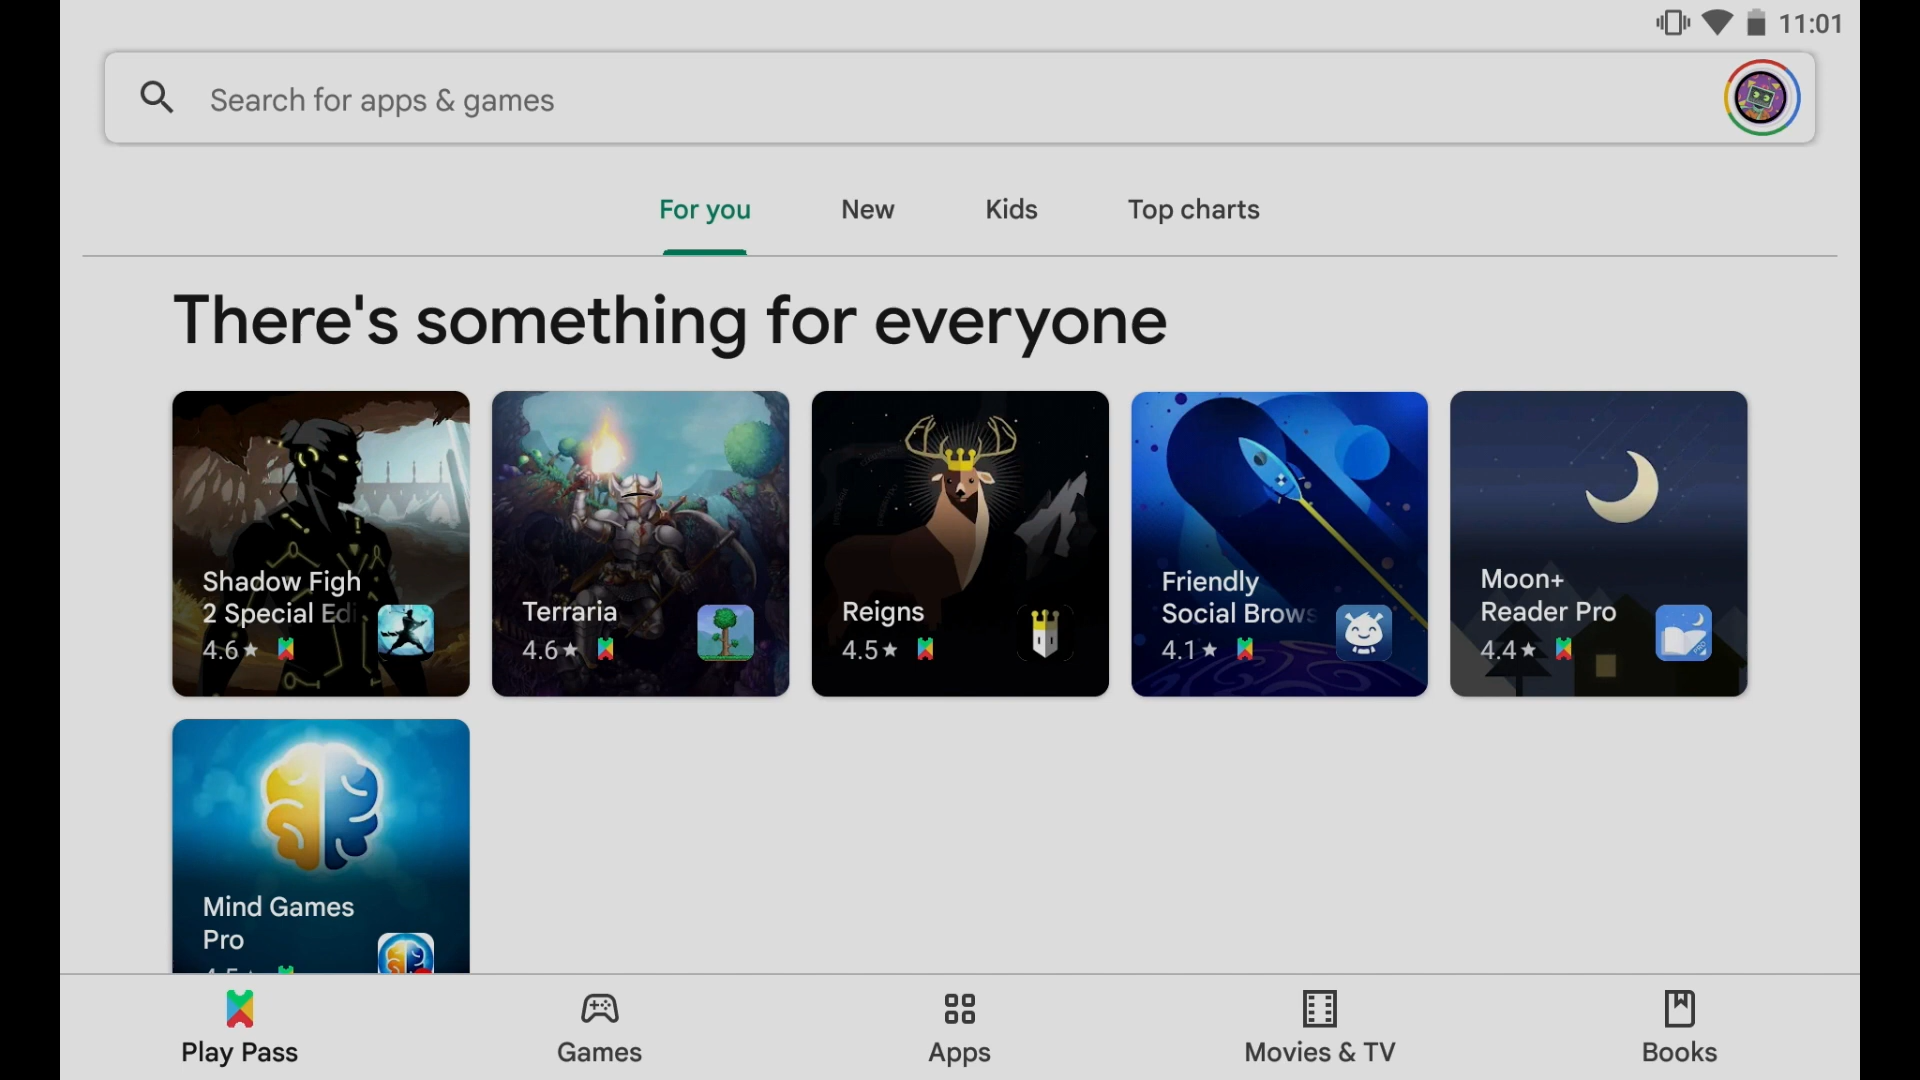 11:01
Search for apps & games
For you
New
Kids
Top charts
There's something for everyone
Shadow Figh
2 Special Edi
4.6★
Terraria
4.6★
Reigns
4.5★
Friendly
Social Brows
4.1★
Moon+
Reader Pro
4.4★
Mind Games
Pro
Play Pass
Games
Apps
Movies & TV
Books